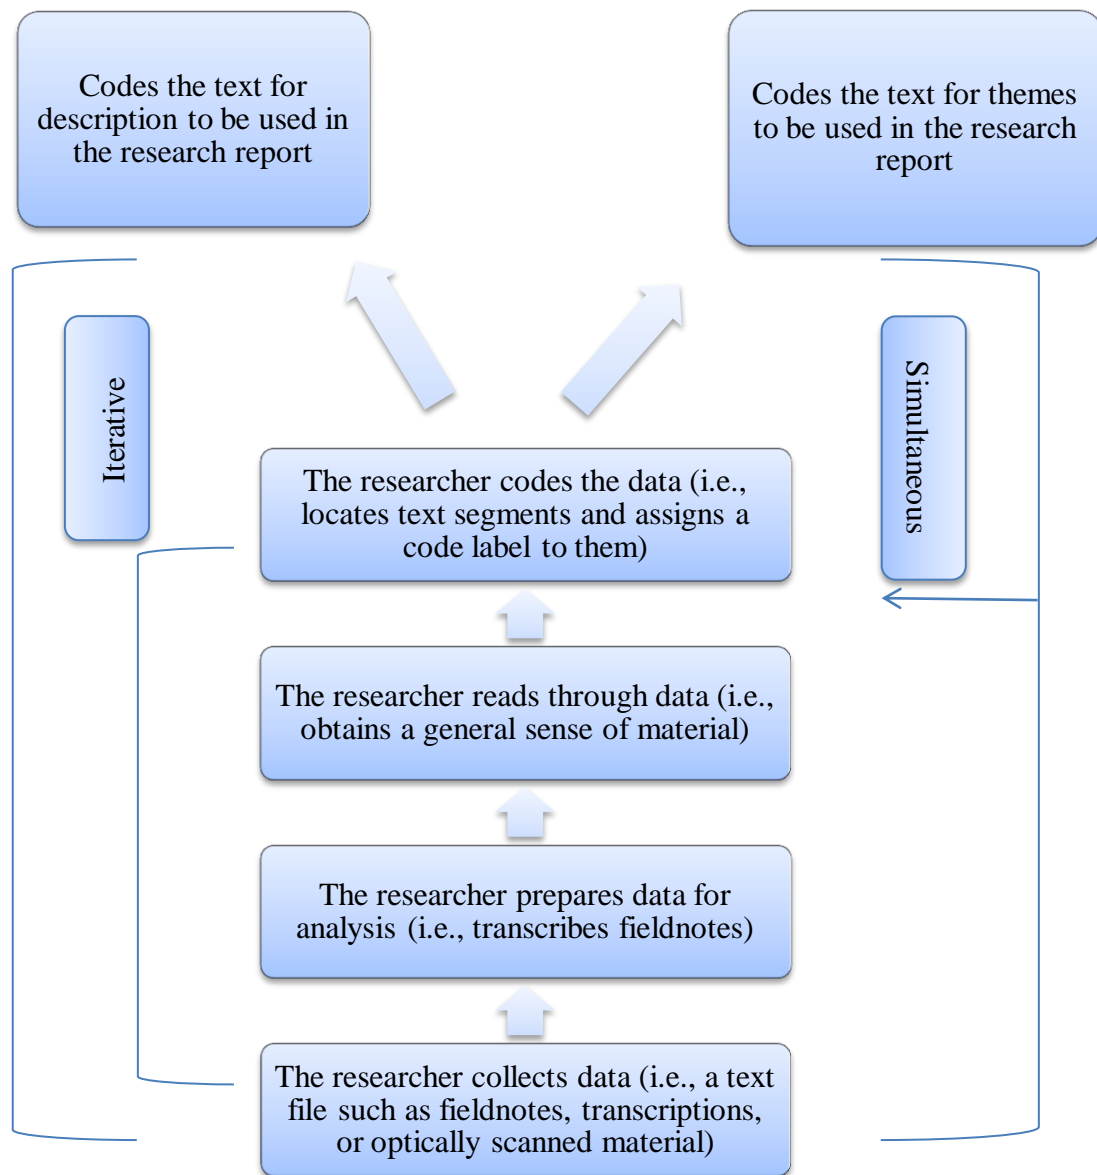 Codes the text for
description to be used in
the research report
Codes the text for themes
to be used in the research
report
Iterative
Simultaneous
The researcher codes the data (i.e.,
locates text segments and assigns a
code label to them)
The researcher reads through data (i.e.,
obtains a general sense of material)
The researcher prepares data for
analysis (i.e., transcribes fieldnotes)
The researcher collects data (i.e., a text
file such as fieldnotes, transcriptions,
or optically scanned material)